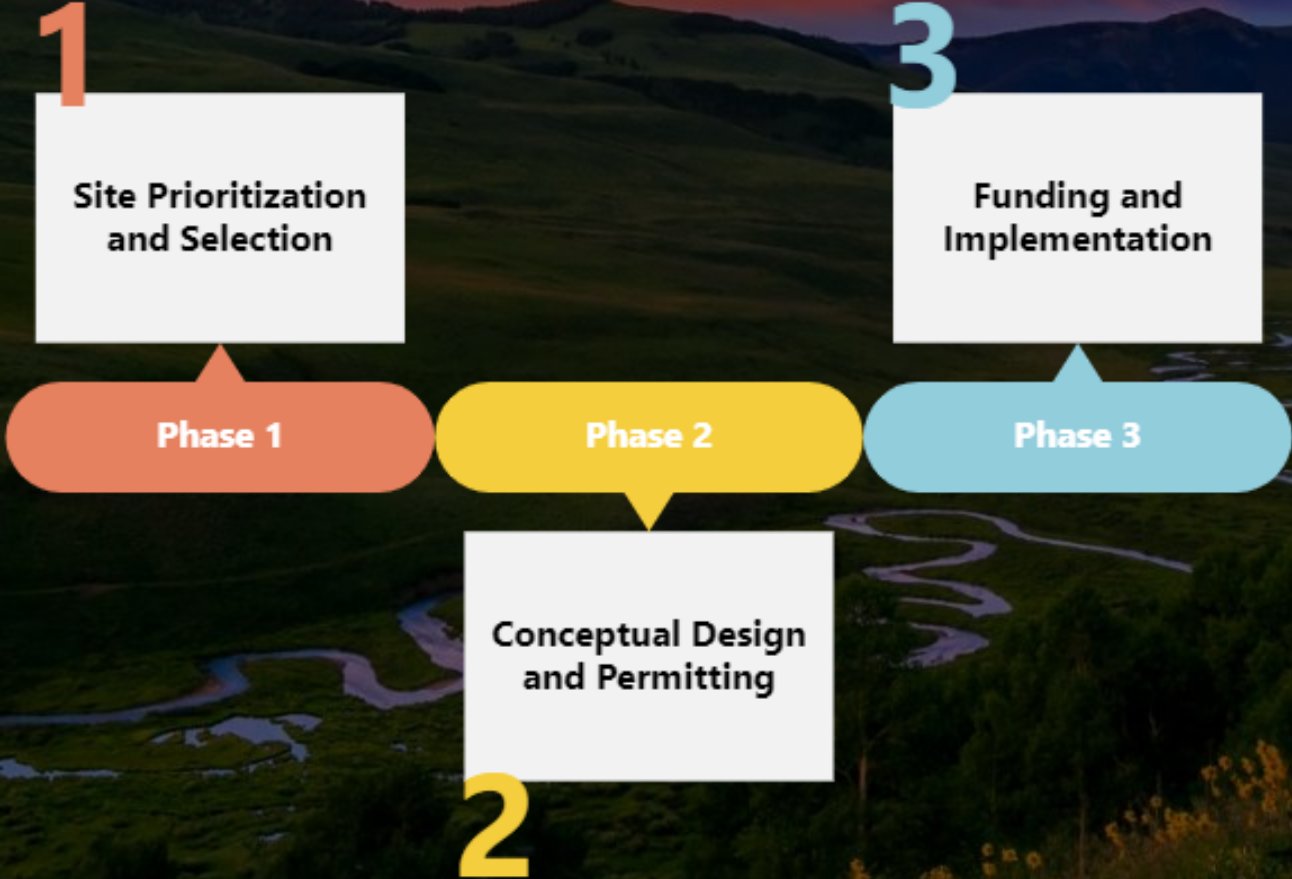 1
Site Prioritization
and Selection
Phase 1
Phase 2
Conceptual Design
and Permitting
2
3
Funding and
Implementation
Phase 3